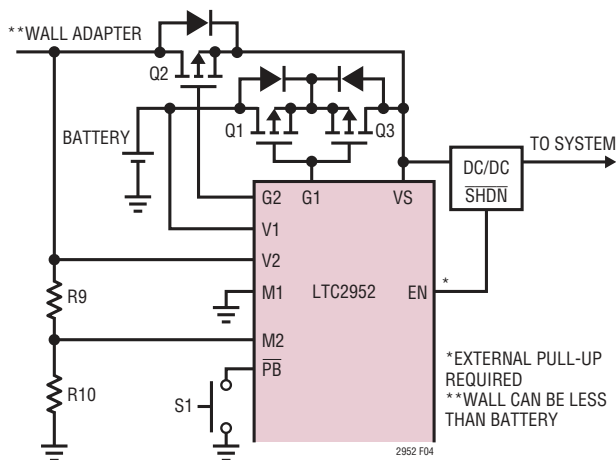 **WALL ADAPTER
Q2
BATTERY
Q1
Q3
TO SYSTEM
DC/DC
SHDN
G2
G1
VS
V1
V2
R9
M1
LTC2952
EN
*
M2
R10
PB
S1
*EXTERNAL PULL-UP
REQUIRED
**WALL CAN BE LESS
THAN BATTERY
2952 F04